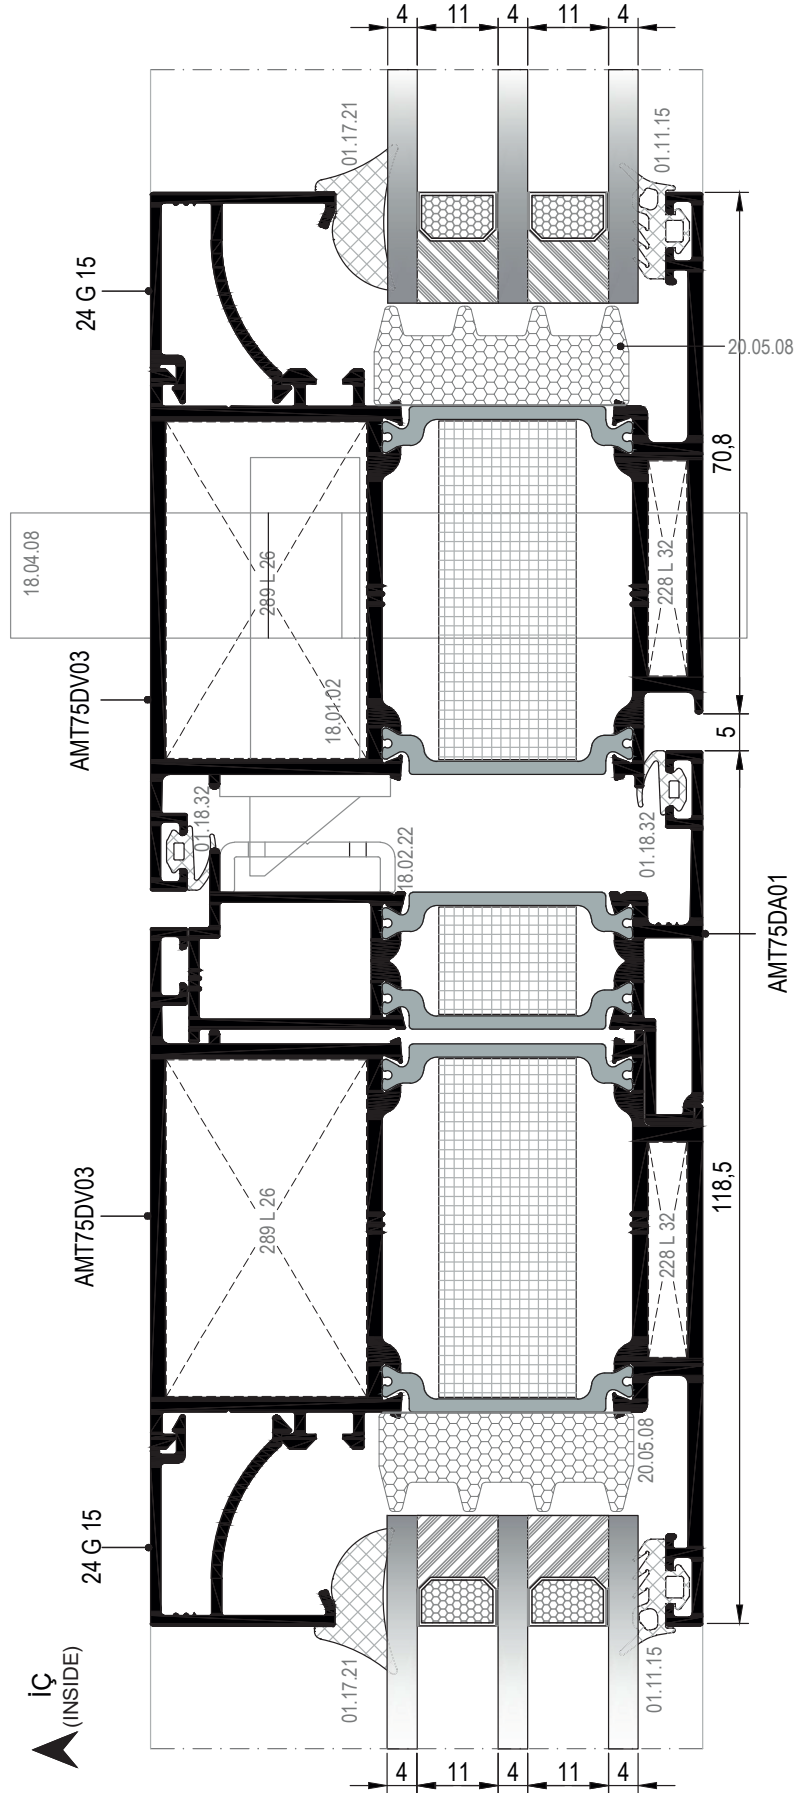 4 11 4 11 4
01.17.21
01.11.15
24 G 15
20.05.08
70,8
18.04.08
289 L 26
228 L 32
AMT75DV03
18.01.02
5
01.18.32
01.18.32
18.02.22
AMT75DA01
AMT75DV03
289 L 26
228 L 32
118,5
20.05.08
24 G 15
01.17.21
01.11.15
İÇ
(INSIDE)
4 11 4 11 4